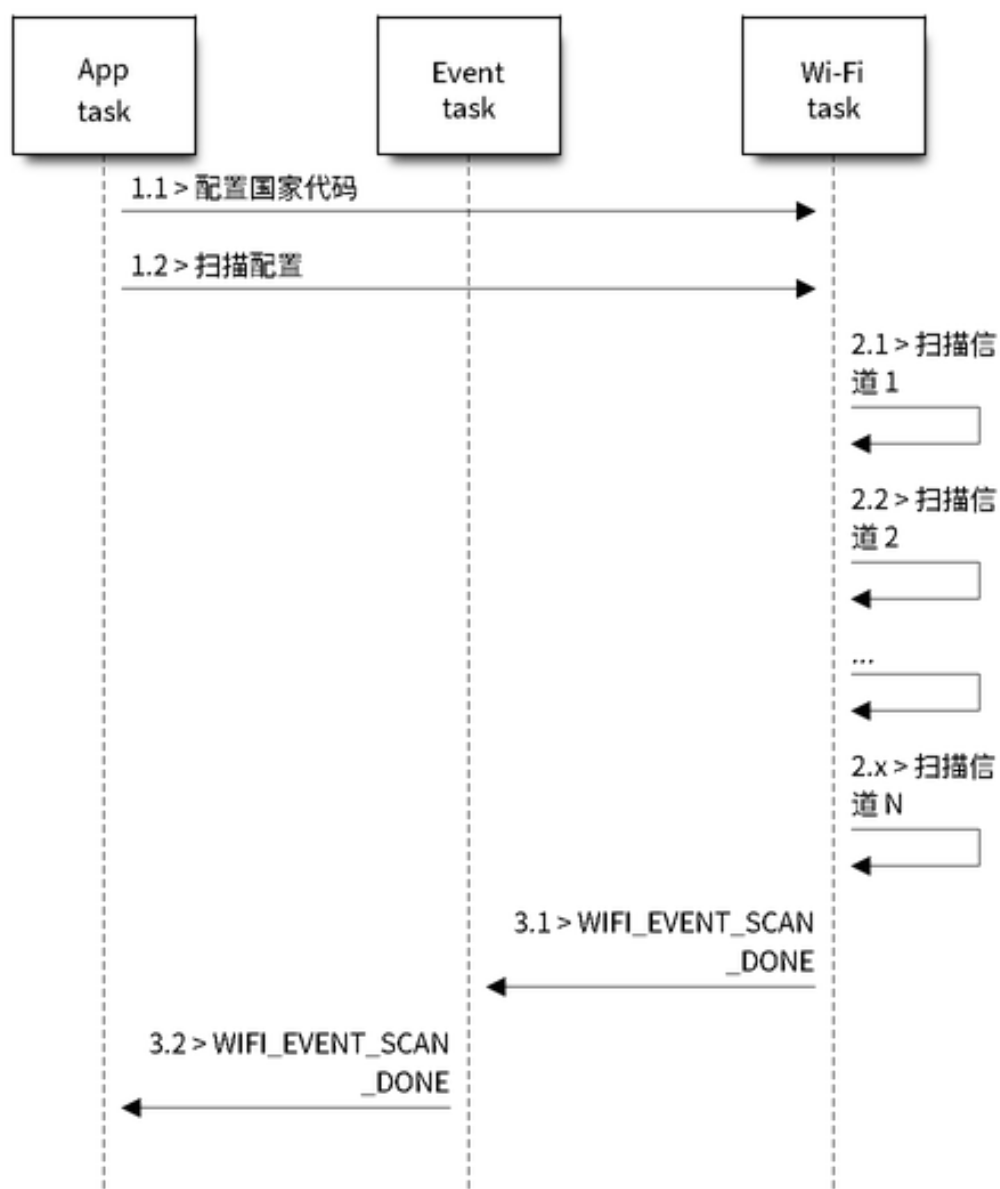 App
task
Event
task
Wi-Fi
task
1.1 > 配置国家代码
1.2 > 扫描配置
2.1 > 扫描信
道 1
2.2 > 扫描信
道 2
...
2.x > 扫描信
道 N
3.1 > WIFI_EVENT_SCAN
_DONE
3.2 > WIFI_EVENT_SCAN
_DONE